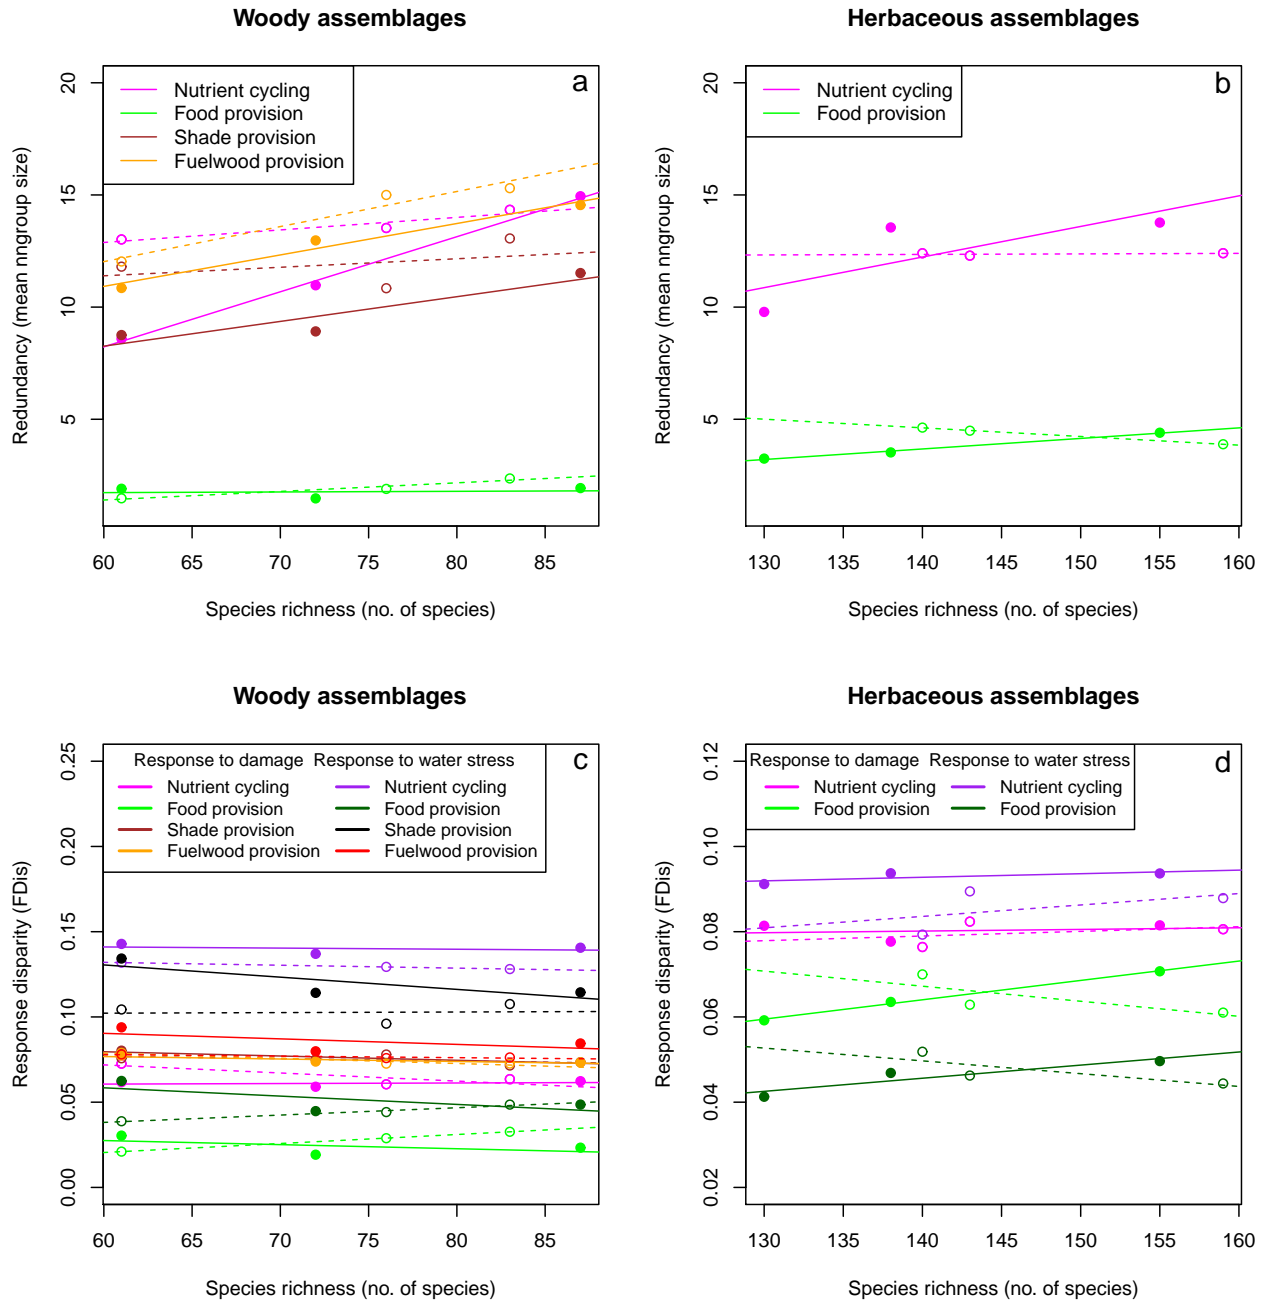 Woody assemblages
a
Nutrient cycling
Food provision
Shade provision
Fuelwood provision
Redundancy (mean nngroup size)
20
15
10
5
60 65 70 75 80 85
Species richness (no. of species)
Herbaceous assemblages
b
Nutrient cycling
Food provision
Redundancy (mean nngroup size)
20
15
10
5
130 135 140 145 150 155 160
Species richness (no. of species)
Woody assemblages
c
Response to damage Response to water stress
Nutrient cycling Nutrient cycling
Food provision Food provision
Shade provision Shade provision
Fuelwood provision Fuelwood provision
Response disparity (FDis)
0.25
0.20
0.15
0.10
0.05
0.00
60 65 70 75 80 85
Species richness (no. of species)
Herbaceous assemblages
d
Response to damage Response to water stress
Nutrient cycling Nutrient cycling
Food provision Food provision
Response disparity (FDis)
0.12
0.10
0.08
0.06
0.04
0.02
130 135 140 145 150 155 160
Species richness (no. of species)